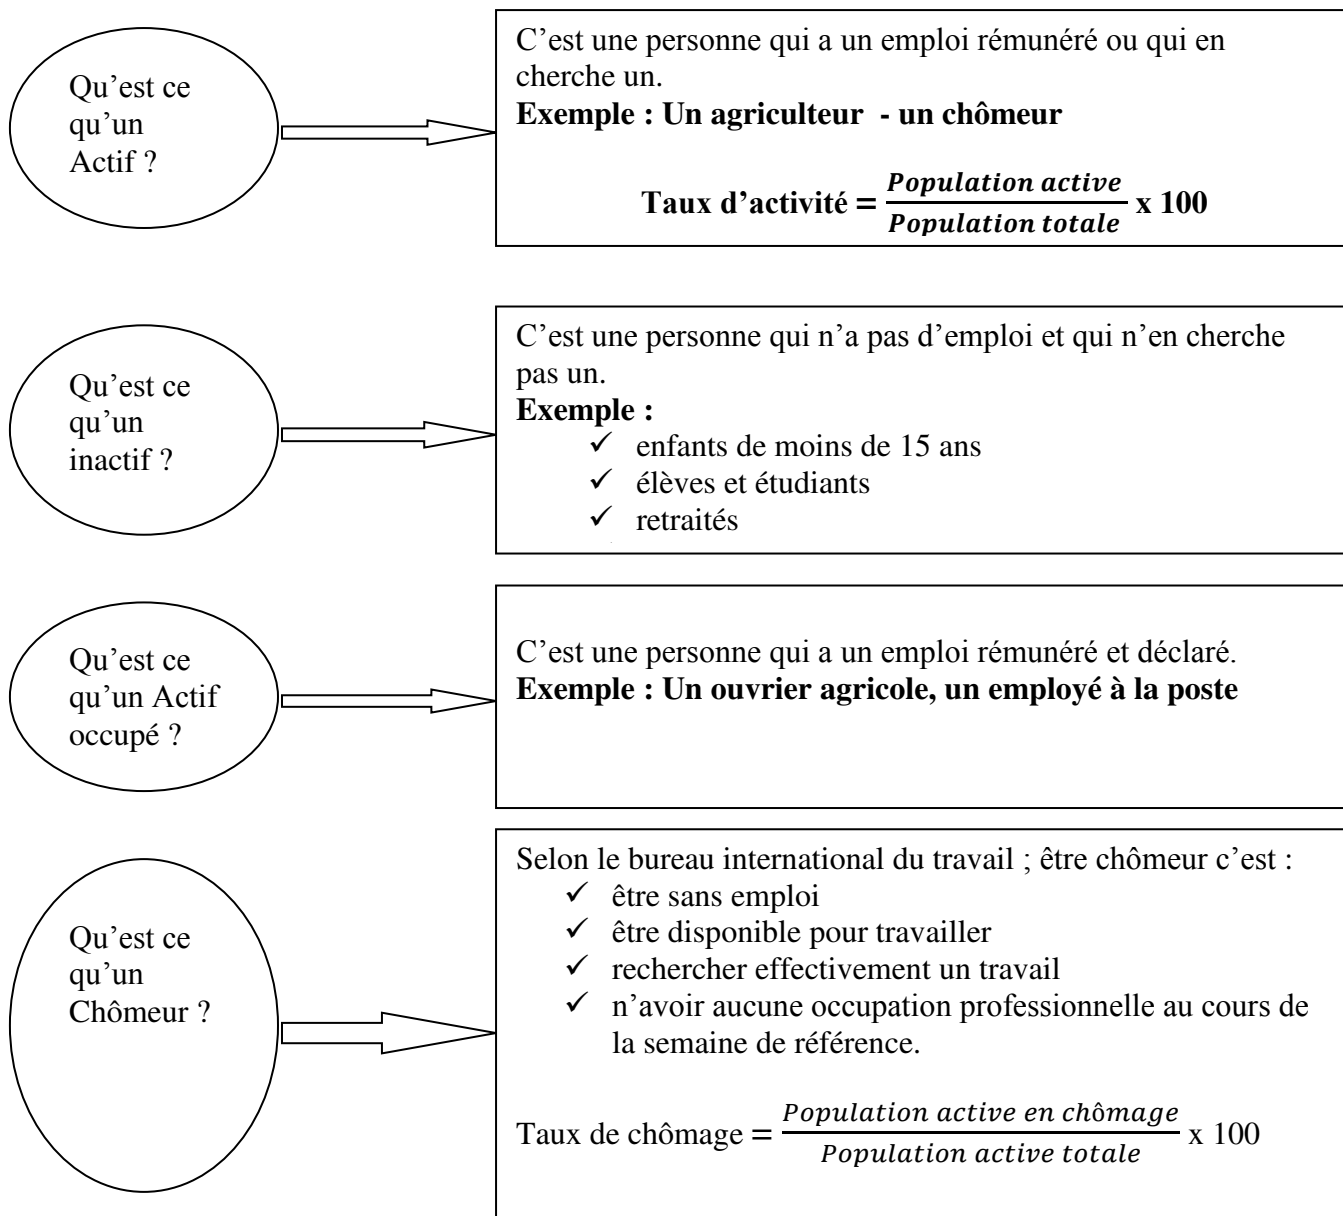 Qu’est ce
qu’un
Actif ?
C’est une personne qui a un emploi rémunéré ou qui en
cherche un.
Exemple : Un agriculteur - un chômeur
Taux d’activité = Population active / Population totale x 100
Qu’est ce
qu’un
inactif ?
C’est une personne qui n’a pas d’emploi et qui n’en cherche
pas un.
Exemple :
✓ enfants de moins de 15 ans
✓ élèves et étudiants
✓ retraités
Qu’est ce
qu’un Actif
occupé ?
C’est une personne qui a un emploi rémunéré et déclaré.
Exemple : Un ouvrier agricole, un employé à la poste
Qu’est ce
qu’un
Chômeur ?
Selon le bureau international du travail ; être chômeur c’est :
✓ être sans emploi
✓ être disponible pour travailler
✓ rechercher effectivement un travail
✓ n’avoir aucune occupation professionnelle au cours de
la semaine de référence.
Taux de chômage = Population active en chômage / Population active totale x 100